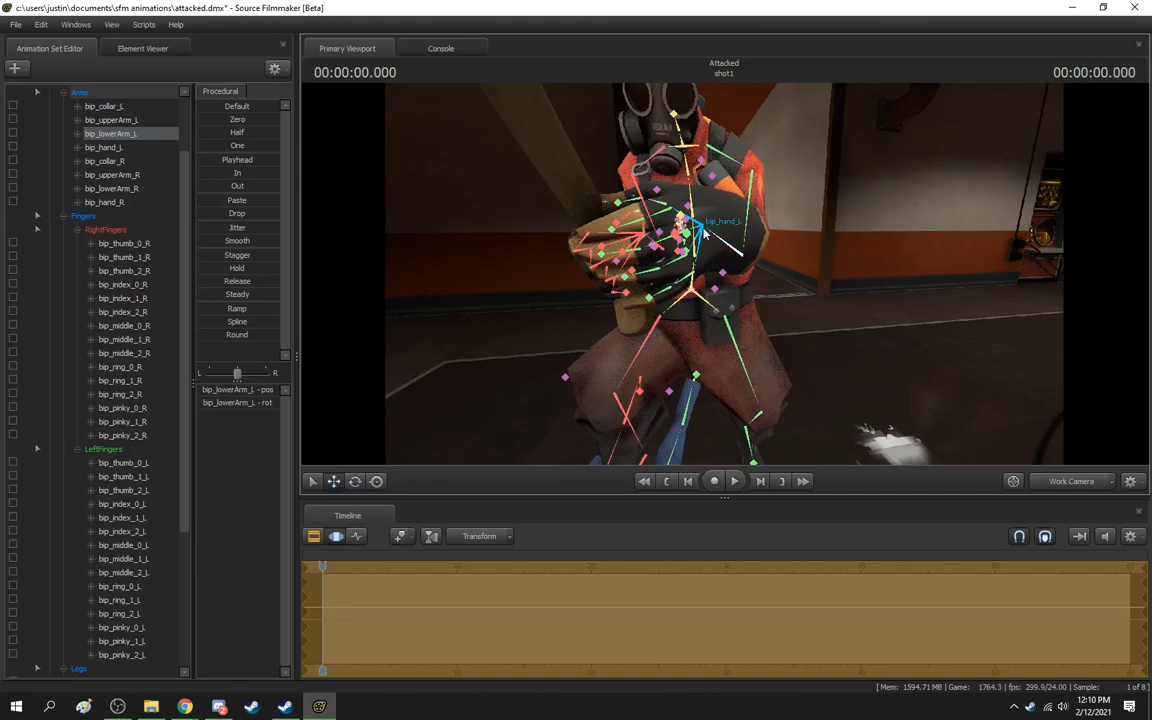 c:\users\justin\documents\sfm animations\attacked.dmx* - Source Filmmaker [Beta]
File Edit Windows View Scripts Help
Animation Set Editor Element Viewer
Primary Viewport Console
00:00:00.000 Attacked 00:00:00.000
shot1
Arms
bip_collar_L
bip_upperArm_L
bip_lowerArm_L
bip_hand_L
bip_collar_R
bip_upperArm_R
bip_lowerArm_R
bip_hand_R
Fingers
RightFingers
bip_thumb_0_R
bip_thumb_1_R
bip_thumb_2_R
bip_index_0_R
bip_index_1_R
bip_index_2_R
bip_middle_0_R
bip_middle_1_R
bip_middle_2_R
bip_ring_0_R
bip_ring_1_R
bip_ring_2_R
bip_pinky_0_R
bip_pinky_1_R
bip_pinky_2_R
LeftFingers
bip_thumb_0_L
bip_thumb_1_L
bip_thumb_2_L
bip_index_0_L
bip_index_1_L
bip_index_2_L
bip_middle_0_L
bip_middle_1_L
bip_middle_2_L
bip_ring_0_L
bip_ring_1_L
bip_ring_2_L
bip_pinky_0_L
bip_pinky_1_L
bip_pinky_2_L
Legs
Procedural
Default
Zero
Half
One
Playhead
In
Out
Paste
Drop
Jitter
Smooth
Stagger
Hold
Release
Steady
Ramp
Spline
Round
L R
bip_lowerArm_L - pos
bip_lowerArm_L - rot
bip_hand_L
Work Camera
Timeline
Transform
[ Mem: 1594.71 MB | Game: 1764.3 | fps: 299.9/24.00 | Sample: 1 of 8
12:10 PM
2/12/2021